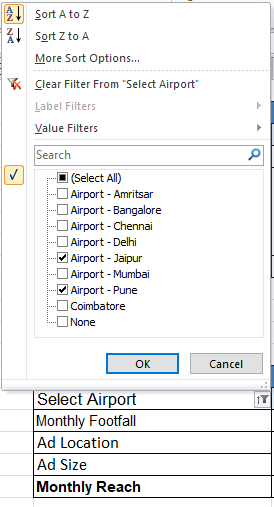 Sort A to Z
Sort Z to A
More Sort Options...
Clear Filter From "Select Airport"
Label Filters
Value Filters
Search
(Select All)
Airport - Amritsar
Airport - Bangalore
Airport - Chennai
Airport - Delhi
Airport - Jaipur
Airport - Mumbai
Airport - Pune
Coimbatore
None
OK Cancel
Select Airport
Monthly Footfall
Ad Location
Ad Size
Monthly Reach